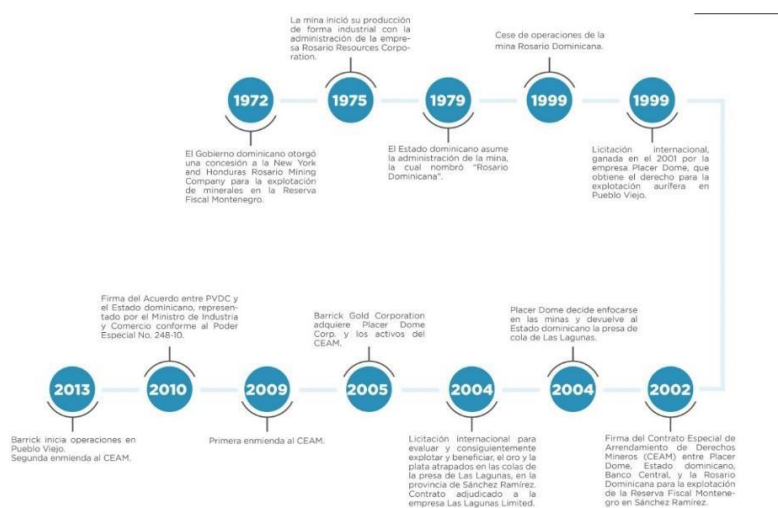 1972
El Gobierno dominicano otorgó
una concesión a la New York
and Honduras Rosario Mining
Company para la explotación
de minerales en la Reserva
Fiscal Montenegro.
La mina inició su producción
de forma industrial con la
administración de la empre-
sa Rosario Resources Corpo-
ration.
1975
1979
El Estado dominicano asume
la administración de la mina,
la cual nombró "Rosario
Dominicana".
Cese de operaciones de la
mina Rosario Dominicana.
1999
1999
Licitación internacional,
ganada en el 2001 por la
empresa Placer Dome, que
obtiene el derecho para la
explotación aurífera en
Pueblo Viejo.
2002
Firma del Contrato Especial de
Arrendamiento de Derechos
Mineros (CEAM) entre Placer
Dome, Estado dominicano,
Banco Central, y la Rosario
Dominicana para la explotación
de la Reserva Fiscal Montene-
gro en Sánchez Ramírez.
Placer Dome decide enfocarse
en las minas y devuelve al
Estado dominicano la presa de
cola de Las Lagunas.
2004
2004
Licitación internacional para
evaluar y consiguientemente
explotar y beneficiar, el oro y la
plata atrapados en las colas de
la presa de Las Lagunas, en la
provincia de Sánchez Ramírez.
Contrato adjudicado a la
empresa Las Lagunas Limited.
Barrick Gold Corporation
adquiere Placer Dome
Corp. y los activos del
CEAM.
2005
2009
Primera enmienda al CEAM.
Firma del Acuerdo entre PVDC y
el Estado dominicano, represen-
tado por el Ministro de Industria
y Comercio conforme al Poder
Especial No. 248-10.
2010
2013
Barrick inicia operaciones en
Pueblo Viejo.
Segunda enmienda al CEAM.